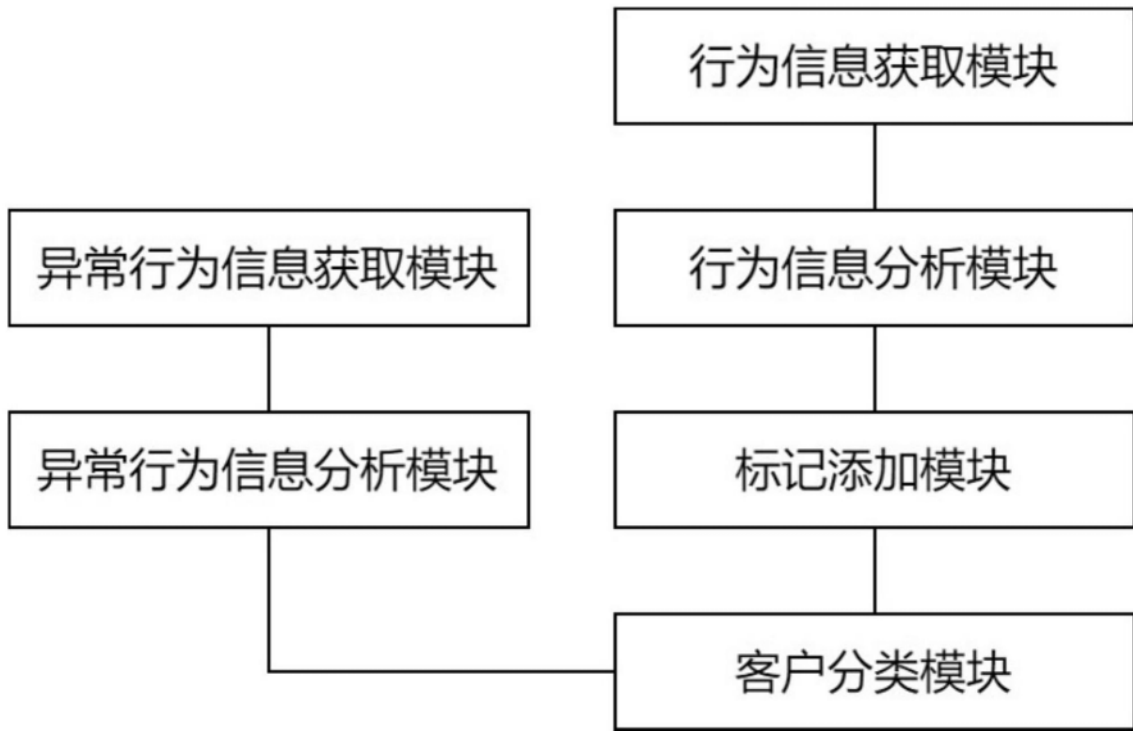 行为信息获取模块
异常行为信息获取模块
行为信息分析模块
异常行为信息分析模块
标记添加模块
客户分类模块